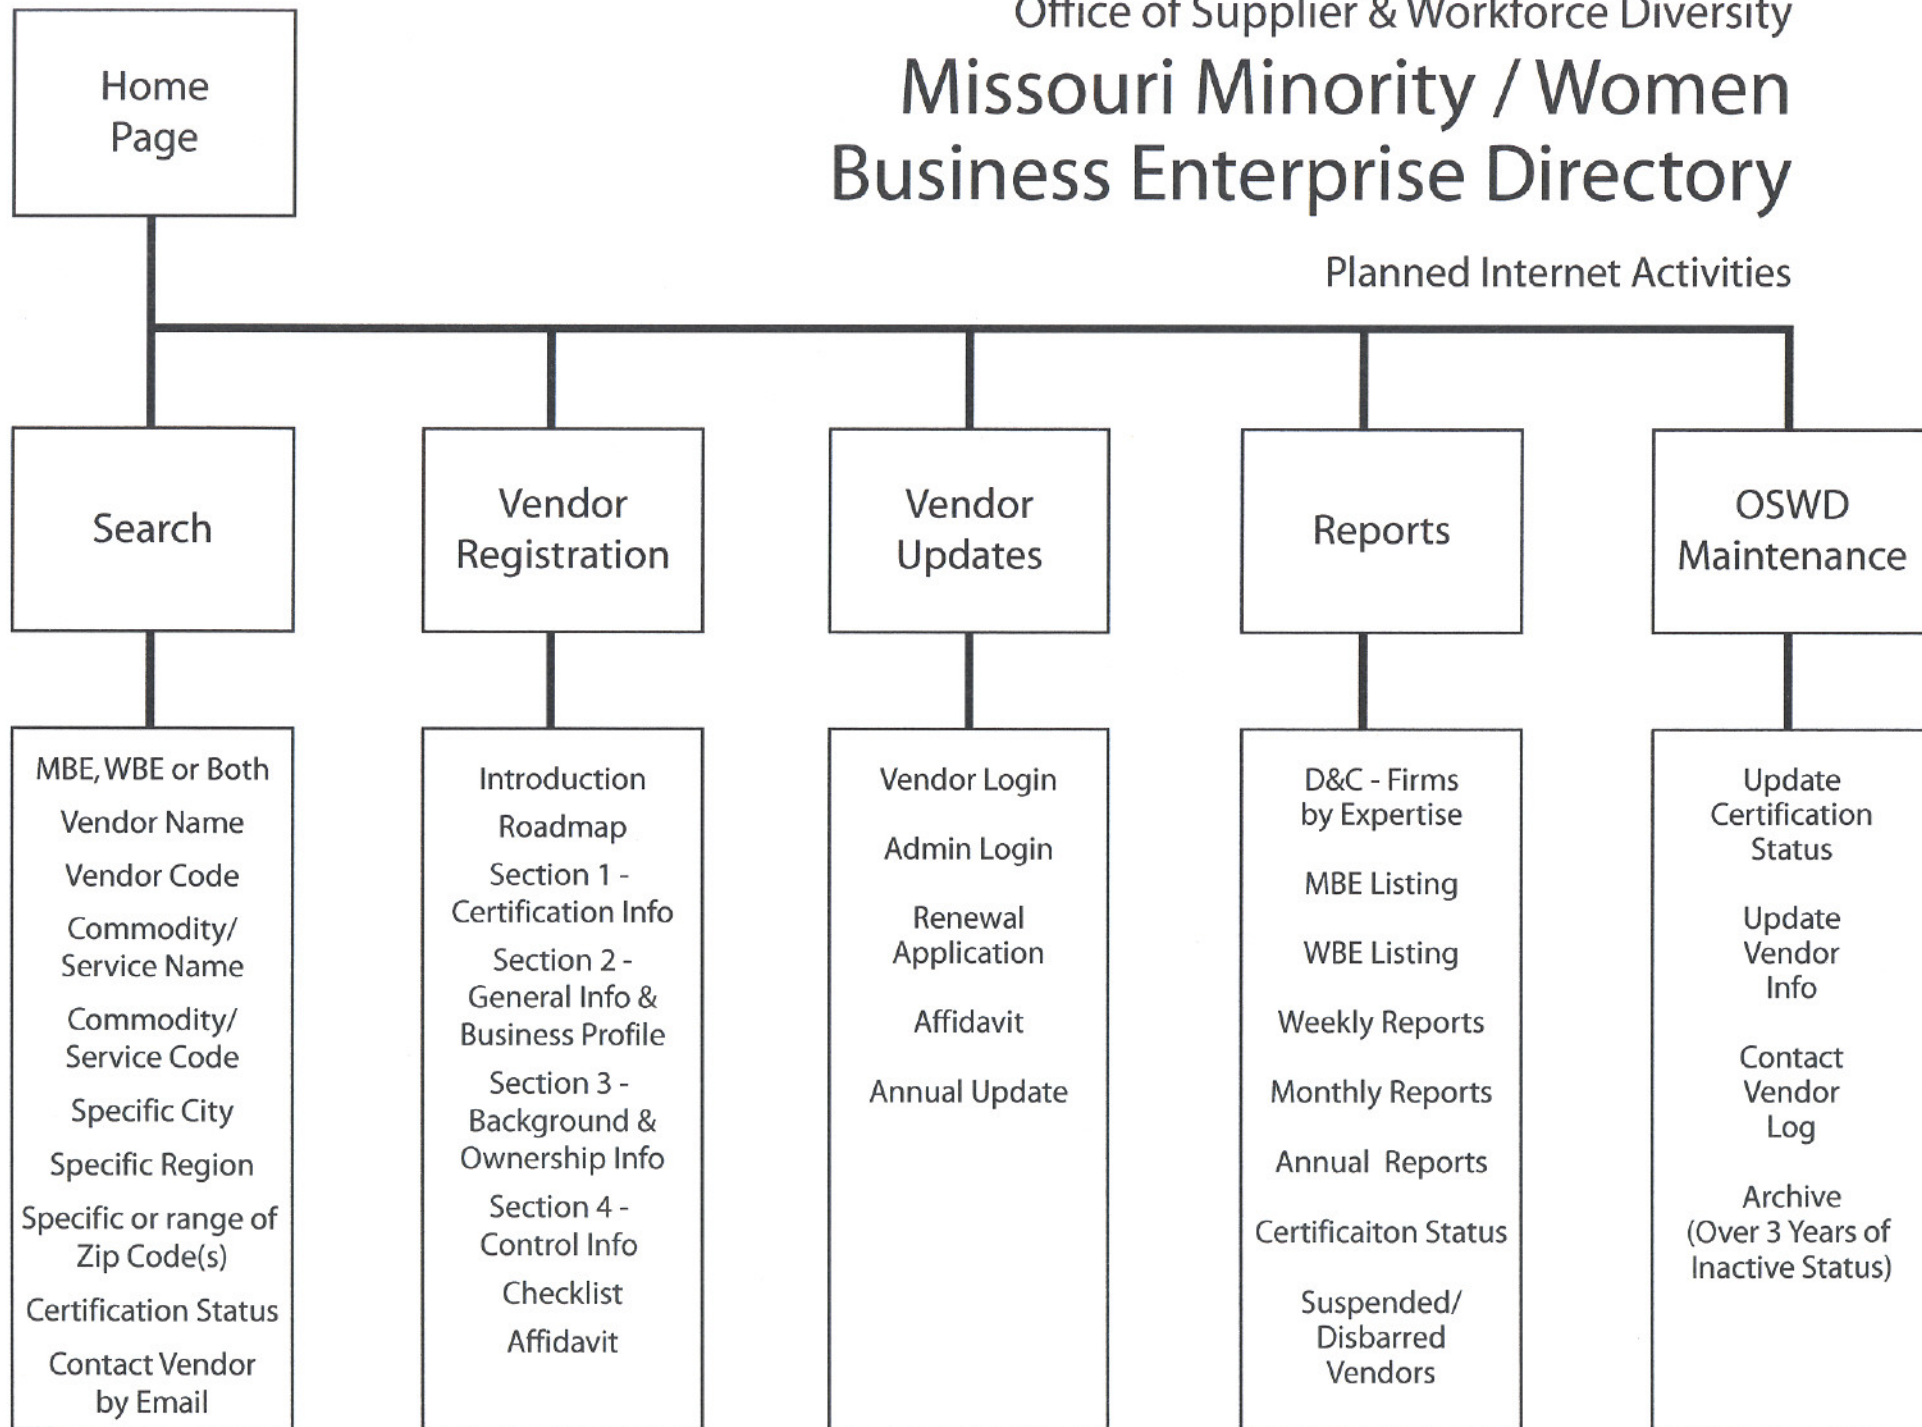 Office of Supplier & Workforce Diversity
Missouri Minority / Women
Business Enterprise Directory
Planned Internet Activities
Home
Page
Search
Vendor
Registration
Vendor
Updates
Reports
OSWD
Maintenance
MBE, WBE or Both
Vendor Name
Vendor Code
Commodity/
Service Name
Commodity/
Service Code
Specific City
Specific Region
Specific or range of
Zip Code(s)
Certification Status
Contact Vendor
by Email
Introduction
Roadmap
Section 1 -
Certification Info
Section 2 -
General Info &
Business Profile
Section 3 -
Background &
Ownership Info
Section 4 -
Control Info
Checklist
Affidavit
Vendor Login
Admin Login
Renewal
Application
Affidavit
Annual Update
D&C - Firms
by Expertise
MBE Listing
WBE Listing
Weekly Reports
Monthly Reports
Annual  Reports
Certificaiton Status
Suspended/
Disbarred
Vendors
Update
Certification
Status
Update
Vendor
Info
Contact
Vendor
Log
Archive
(Over 3 Years of
Inactive Status)